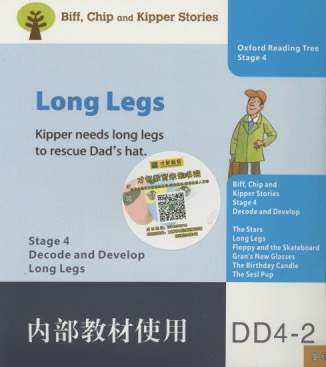 Biff, Chip and Kipper Stories
Oxford Reading Tree
Stage 4
Long Legs
Kipper needs long legs
to rescue Dad's hat.
Biff, Chip and
Kipper Stories
Stage 4
Decode and Develop
The Stars
Long Legs
Floppy and the Skateboard
Gran's New Glasses
The Birthday Candle
The Sesl Pup
Stage 4
Decode and Develop
Long Legs
内部教材使用
DD4-2